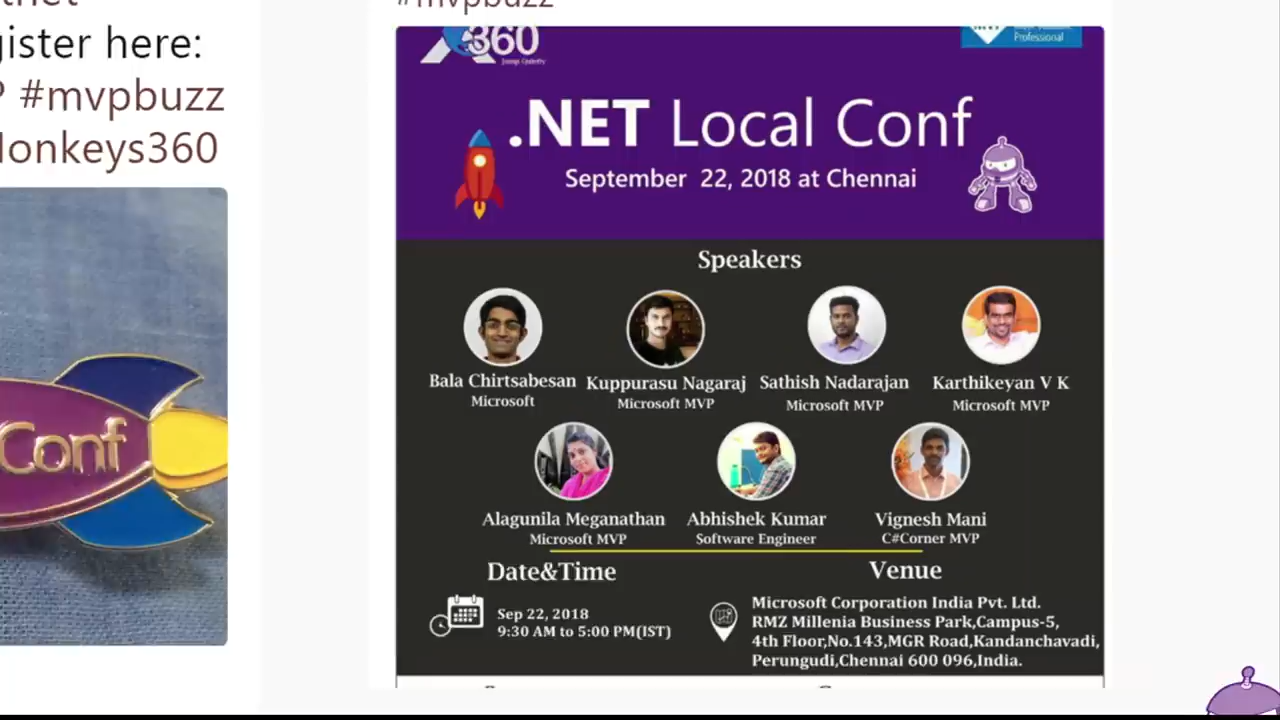 ister here:
#mvpbuzz
onkeys360
Conf
#mvpbuzz
360
Professional
.NET Local Conf
September 22, 2018 at Chennai
Speakers
Bala Chirtsabesan
Microsoft
Kuppurasu Nagaraj
Microsoft MVP
Sathish Nadarajan
Microsoft MVP
Karthikeyan V K
Microsoft MVP
Alagunila Meganathan
Microsoft MVP
Abhishek Kumar
Software Engineer
Vignesh Mani
C#Corner MVP
Date&Time
Sep 22, 2018
9:30 AM to 5:00 PM(IST)
Venue
Microsoft Corporation India Pvt. Ltd.
RMZ Millenia Business Park,Campus-5,
4th Floor,No.143,MGR Road,Kandanchavadi,
Perungudi,Chennai 600 096,India.